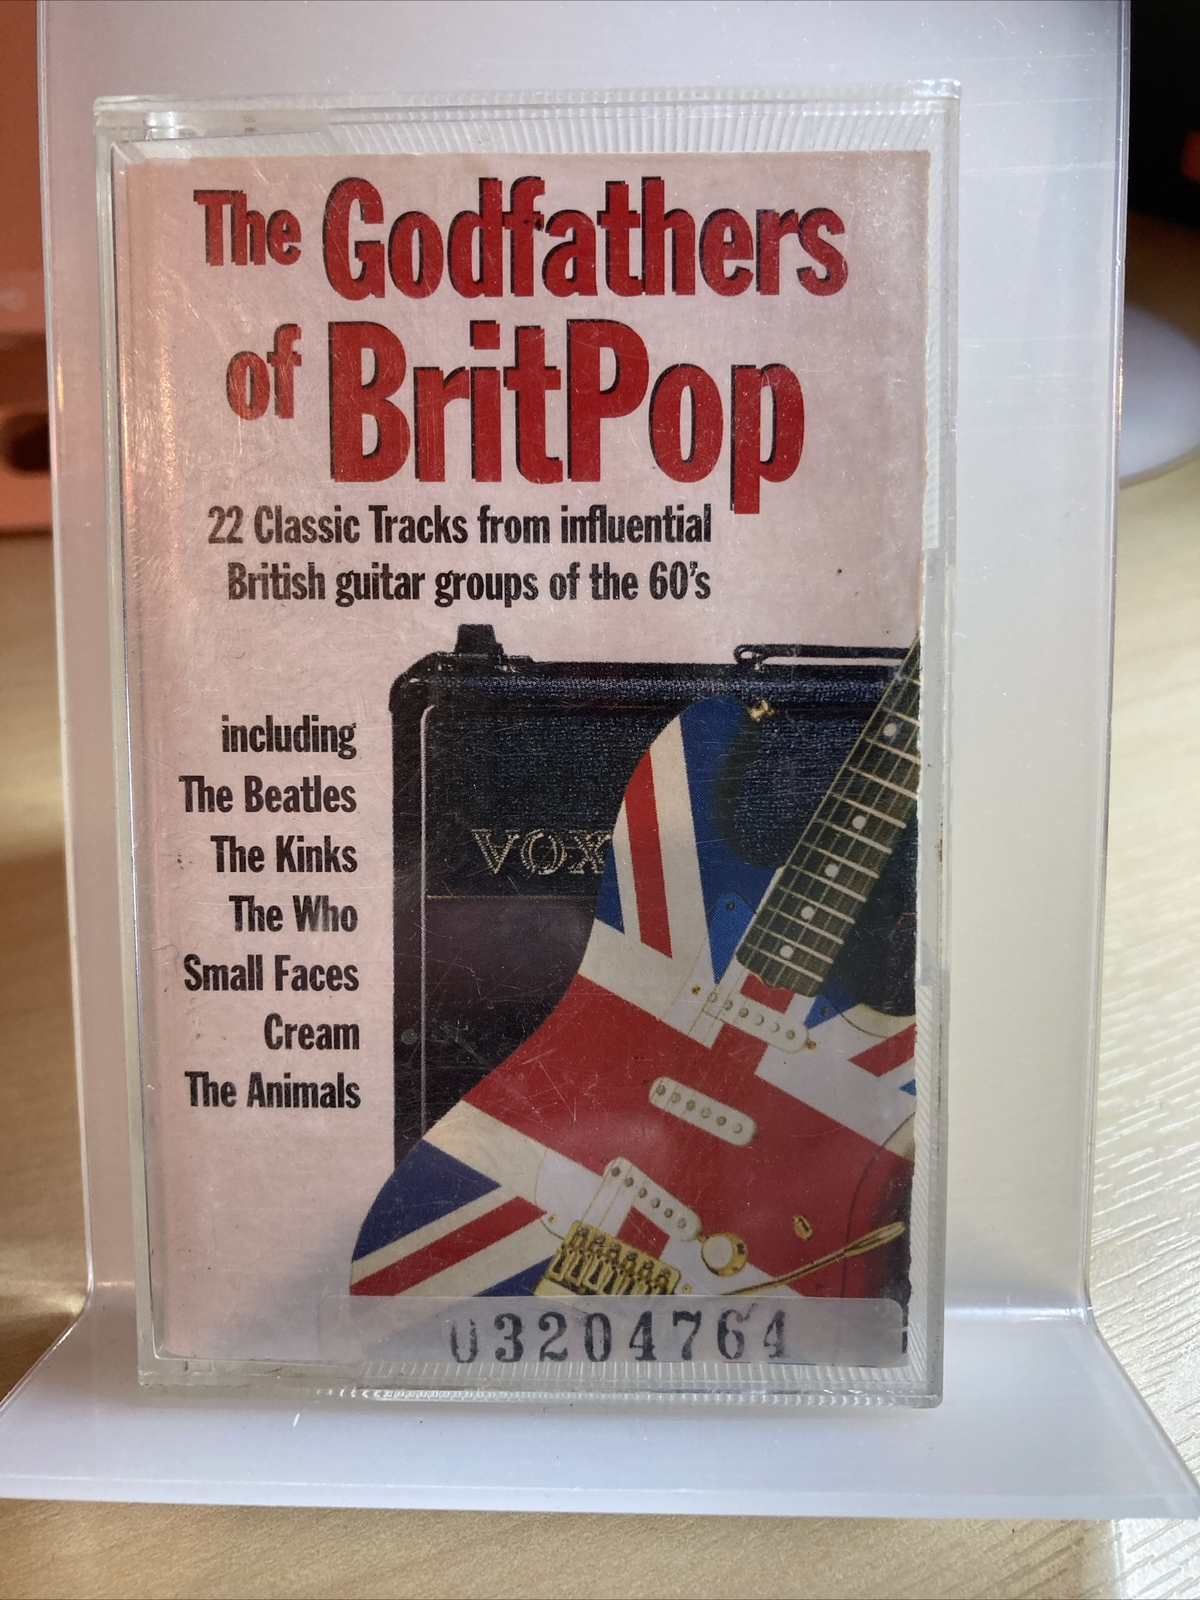 The Godfathers
of BritPop
22 Classic Tracks from influential
British guitar groups of the 60's
including
The Beatles
The Kinks
The Who
Small Faces
Cream
The Animals
VOX
03204764